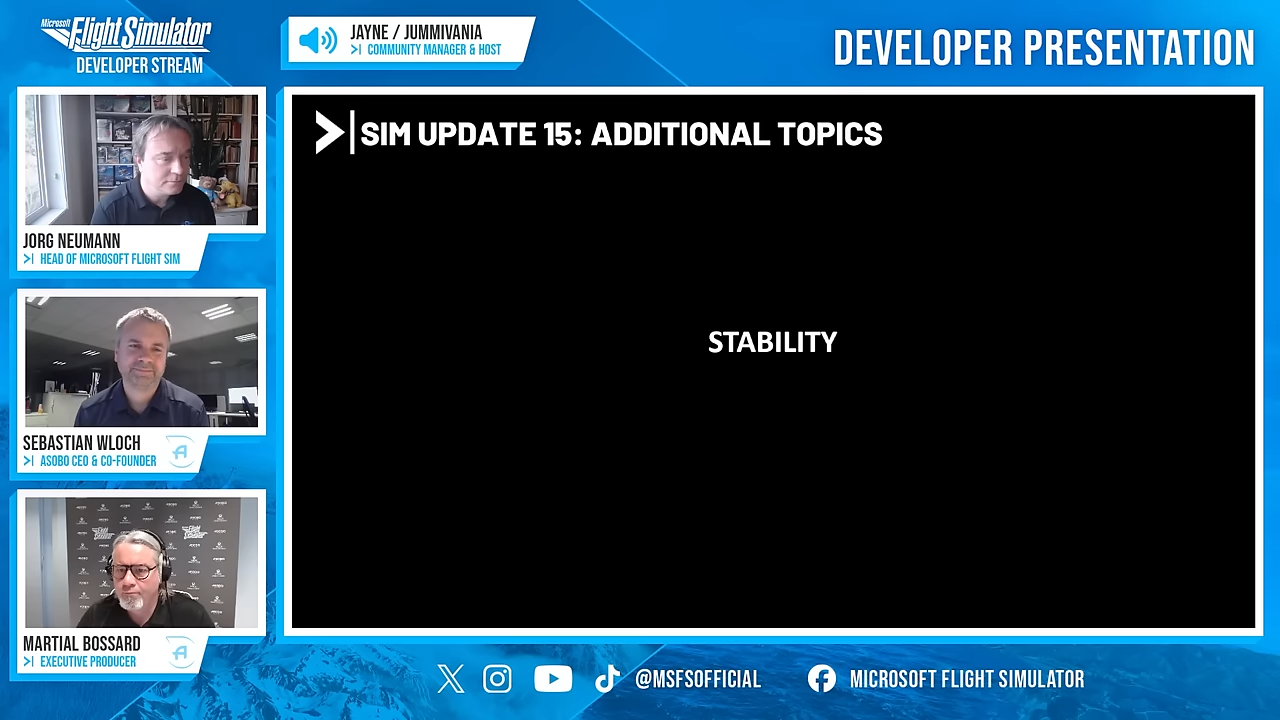 Microsoft
Flight Simulator
DEVELOPER STREAM
JAYNE / JUMMIVANIA
COMMUNITY MANAGER & HOST
DEVELOPER PRESENTATION
SIM UPDATE 15: ADDITIONAL TOPICS
STABILITY
JORG NEUMANN
HEAD OF MICROSOFT FLIGHT SIM
SEBASTIAN WLOCH
ASOBO CEO & CO-FOUNDER
MARTIAL BOSSARD
EXECUTIVE PRODUCER
@MSFSOFFICIAL
MICROSOFT FLIGHT SIMULATOR